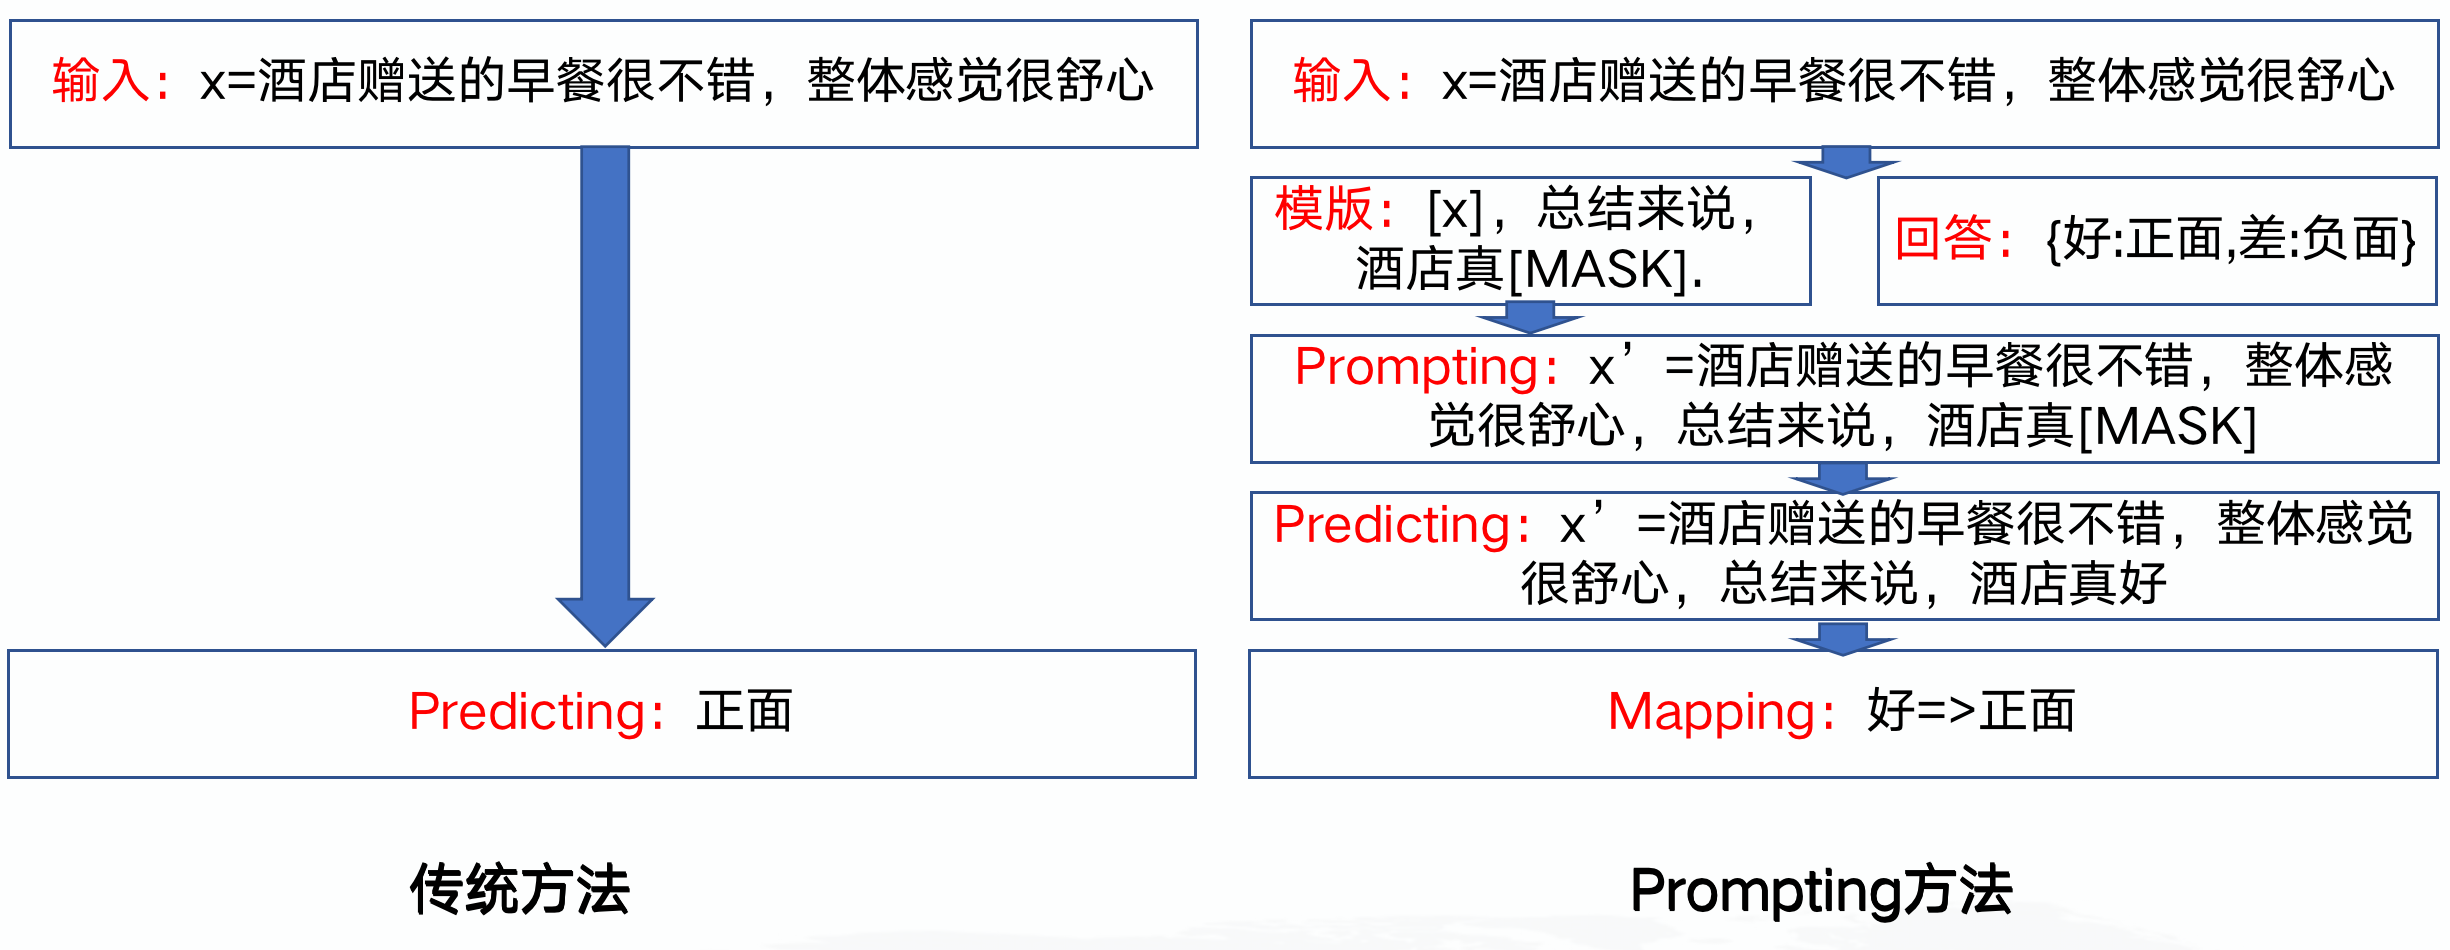 输入：x=酒店赠送的早餐很不错，整体感觉很舒心
Predicting：正面
传统方法
输入：x=酒店赠送的早餐很不错，整体感觉很舒心
模版：[x]，总结来说，
酒店真[MASK].
回答：{好:正面,差:负面}
Prompting：x’=酒店赠送的早餐很不错，整体感
觉很舒心，总结来说，酒店真[MASK]
Predicting：x’=酒店赠送的早餐很不错，整体感觉
很舒心，总结来说，酒店真好
Mapping：好=>正面
Prompting方法